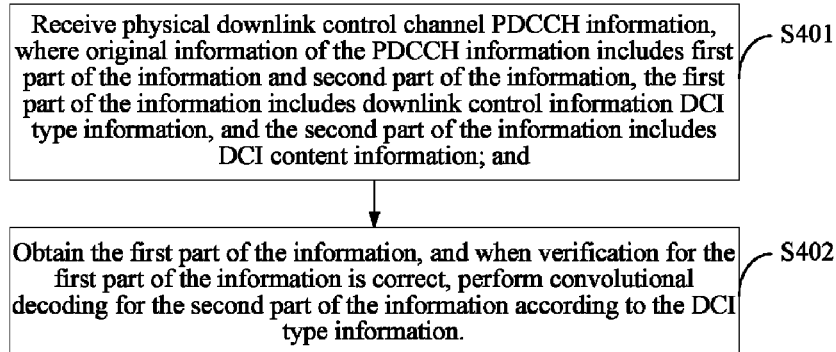 Receive physical downlink control channel PDCCH information,
where original information of the PDCCH information includes first
part of the information and second part of the information, the first
part of the information includes downlink control information DCI
type information, and the second part of the information includes
DCI content information; and
S401
Obtain the first part of the information, and when verification for the
first part of the information is correct, perform convolutional
decoding for the second part of the information according to the DCI
type information.
S402